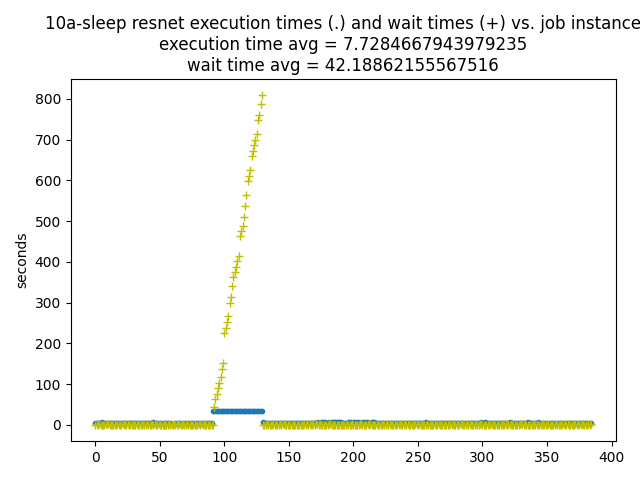 10a-sleep resnet execution times (.) and wait times (+) vs. job instance
execution time avg = 7.7284667943979235
wait time avg = 42.18862155567516
800
700
600
500
400
300
200
100
0
seconds
0 50 100 150 200 250 300 350 400